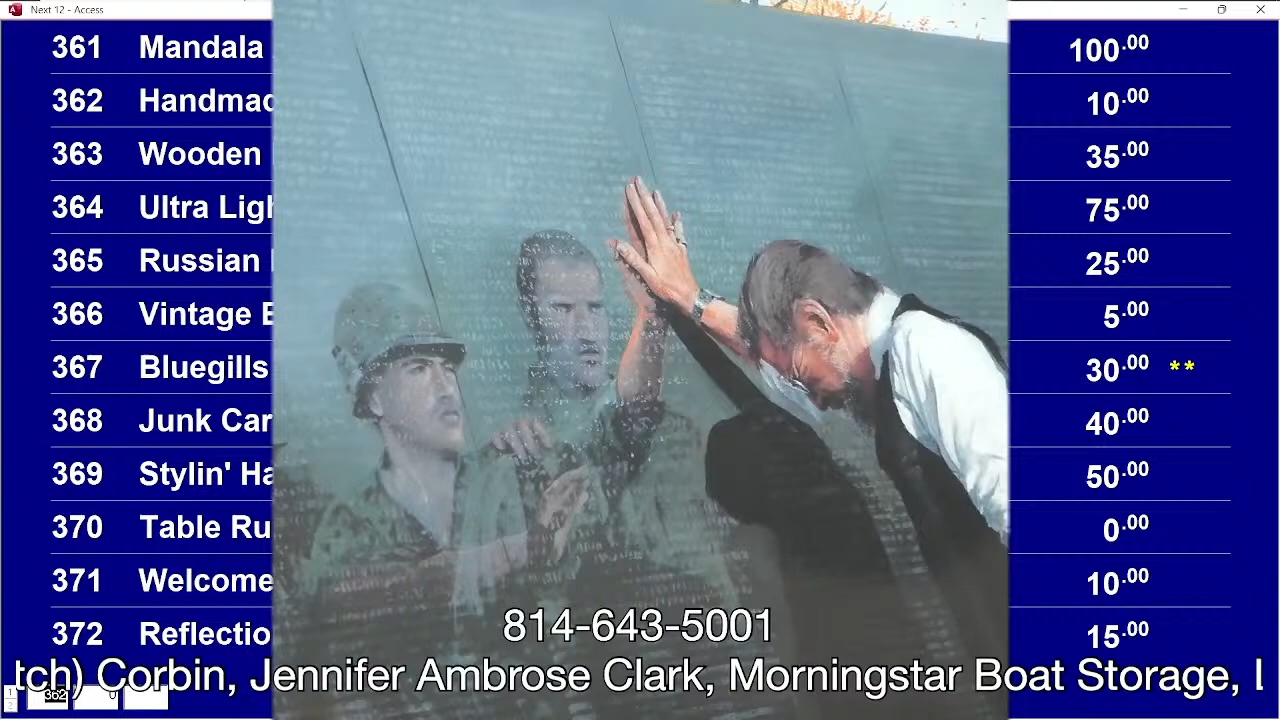 Next 12 - Access
361 Mandala 100.00
362 Handmac 10.00
363 Wooden 35.00
364 Ultra Ligh 75.00
365 Russian 25.00
366 Vintage 5.00
367 Bluegills 30.00 **
368 Junk Car 40.00
369 Stylin' Ha 50.00
370 Table Ru 0.00
371 Welcome 10.00
372 Reflectio 15.00
814-643-5001
tch) Corbin, Jennifer Ambrose Clark, Morningstar Boat Storage,
362 0